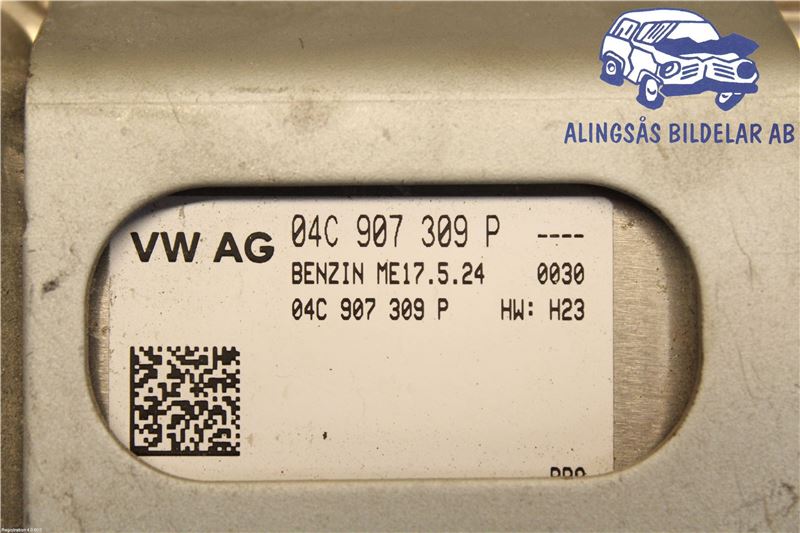 ALINGSÅS BILDELAR AB
VW AG
04C 907 309 P ----
BENZIN ME17.5.24 0030
04C 907 309 P HW: H23